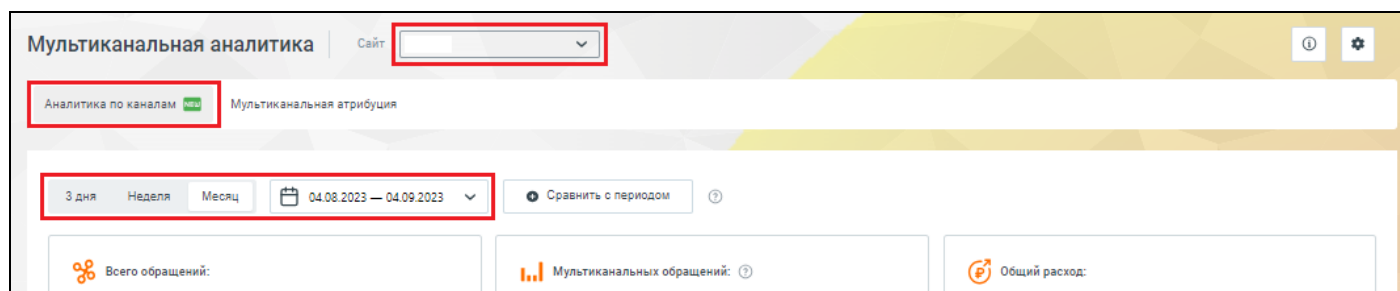 Мультиканальная аналитика Сайт
Аналитика по каналам NEW Мультиканальная атрибуция
3 дня Неделя Месяц 04.08.2023 — 04.09.2023 Сравнить с периодом ?
Всего обращений: Мультиканальных обращений: ? Общий расход: